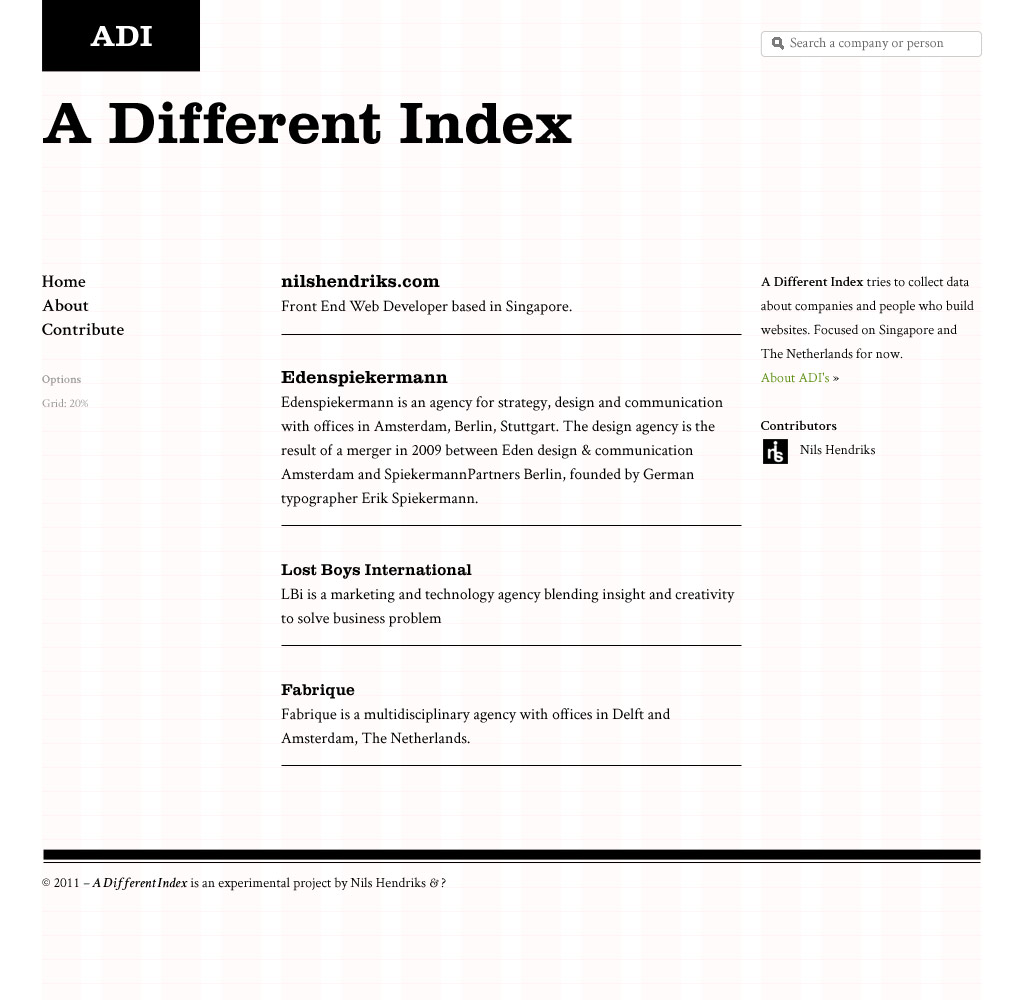 ADI
Search a company or person
A Different Index
Home
About
Contribute
Options
Grid: 20%
nilshendriks.com
Front End Web Developer based in Singapore.
Edenspiekermann
Edenspiekermann is an agency for strategy, design and communication
with offices in Amsterdam, Berlin, Stuttgart. The design agency is the
result of a merger in 2009 between Eden design & communication
Amsterdam and SpiekermannPartners Berlin, founded by German
typographer Erik Spiekermann.
Lost Boys International
LBi is a marketing and technology agency blending insight and creativity
to solve business problem
Fabrique
Fabrique is a multidisciplinary agency with offices in Delft and
Amsterdam, The Netherlands.
A Different Index tries to collect data
about companies and people who build
websites. Focused on Singapore and
The Netherlands for now.
About ADI's »
Contributors
nls
Nils Hendriks
© 2011 – A Different Index is an experimental project by Nils Hendriks & ?